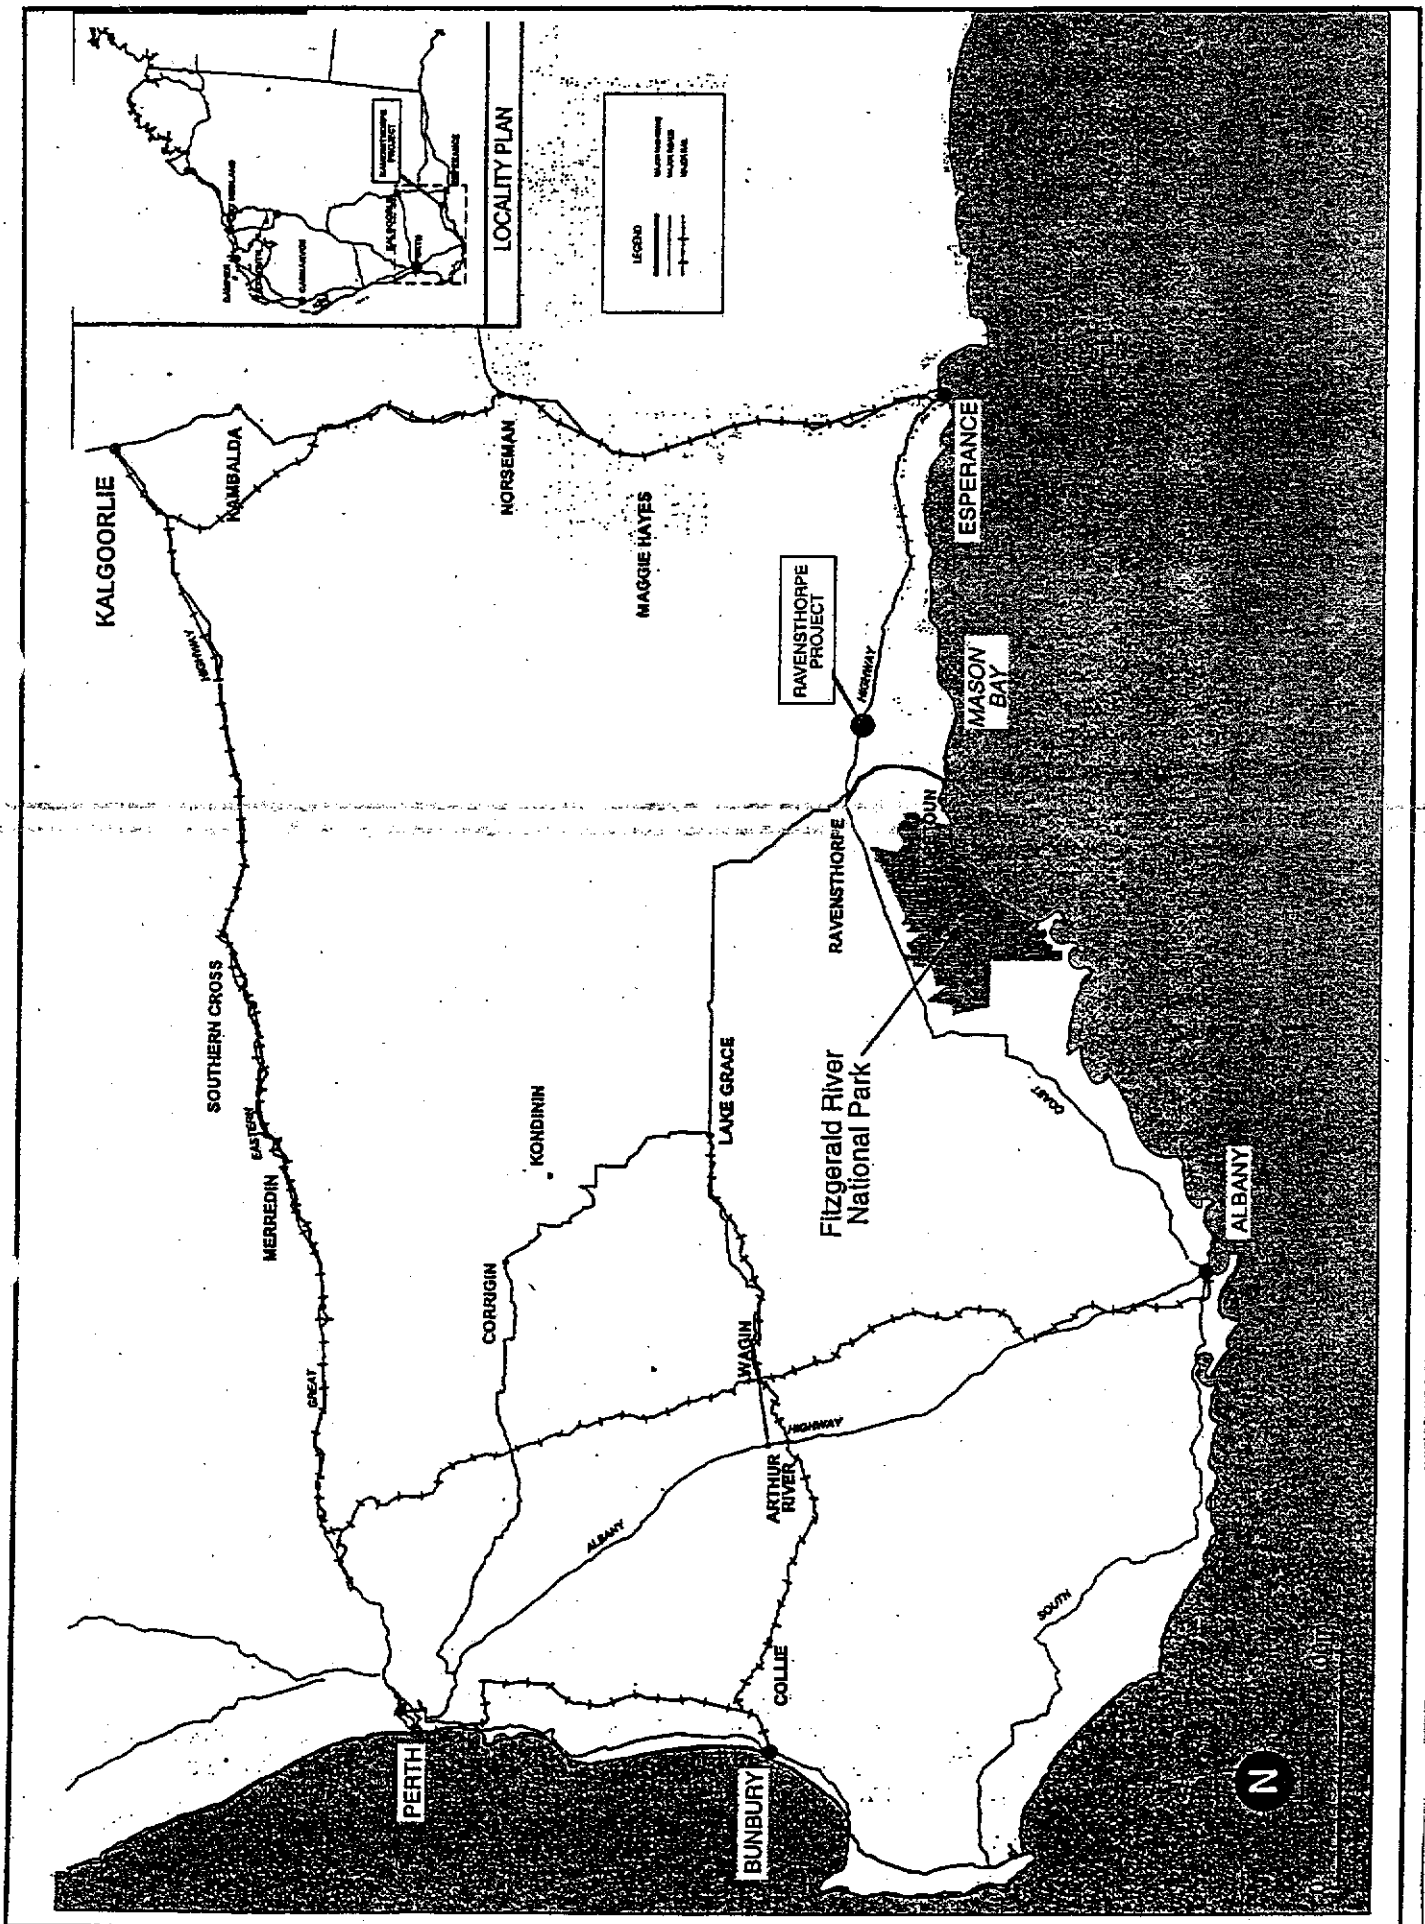 LOCALITY PLAN
RAVENSTHORPE
PROJECT
PERTH
LEGEND
KALGOORLIE
KAMBALDA
NORSEMAN
MAGGIE HAYES
HIGHWAY
SOUTHERN CROSS
EASTERN
MERREDIN
GREAT
KONDININ
CORRIGIN
LAKE GRACE
RAVENSTHORPE
PROJECT
HIGHWAY
ESPERANCE
MASON
BAY
RAVENSTHORPE
Fitzgerald River
National Park
COAST
ALBANY
WAGIN
HIGHWAY
ARTHUR
RIVER
ALBANY
COLLIE
SOUTH
PERTH
BUNBURY
N